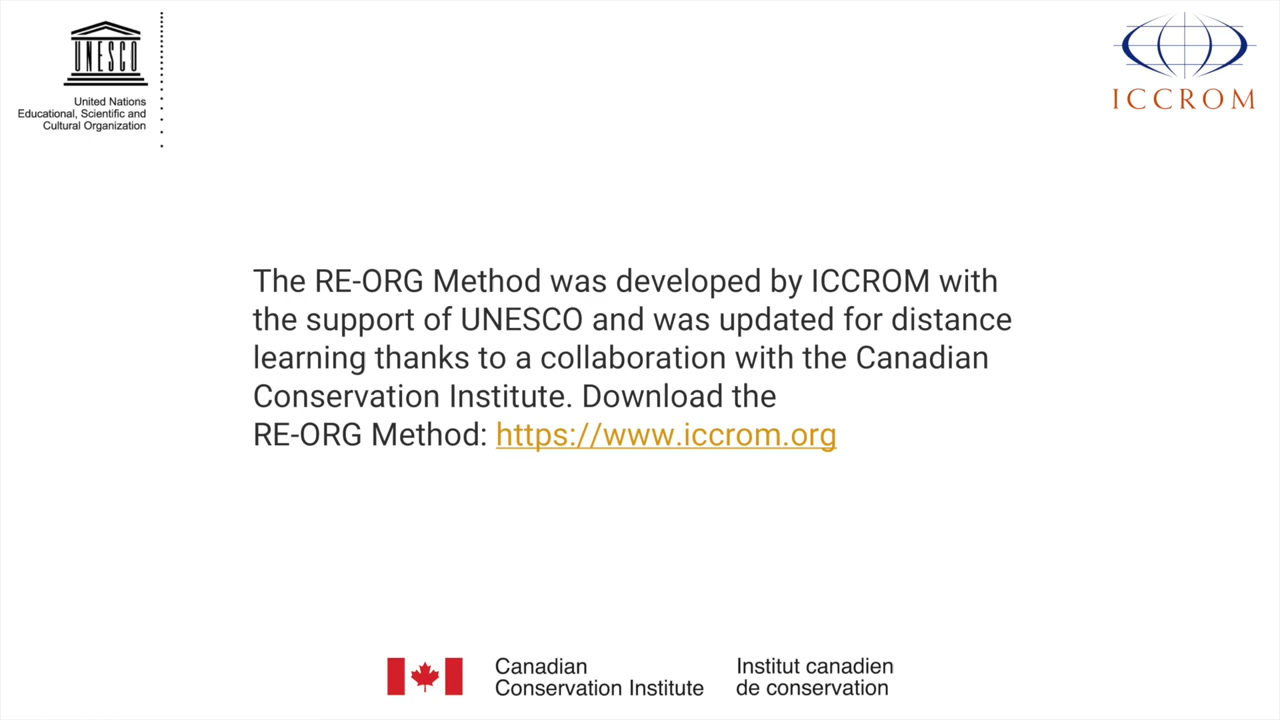 UNESCO
United Nations
Educational, Scientific and
Cultural Organization
ICCROM
The RE-ORG Method was developed by ICCROM with
the support of UNESCO and was updated for distance
learning thanks to a collaboration with the Canadian
Conservation Institute. Download the
RE-ORG Method: https://www.iccrom.org
Canadian
Conservation Institute
Institut canadien
de conservation